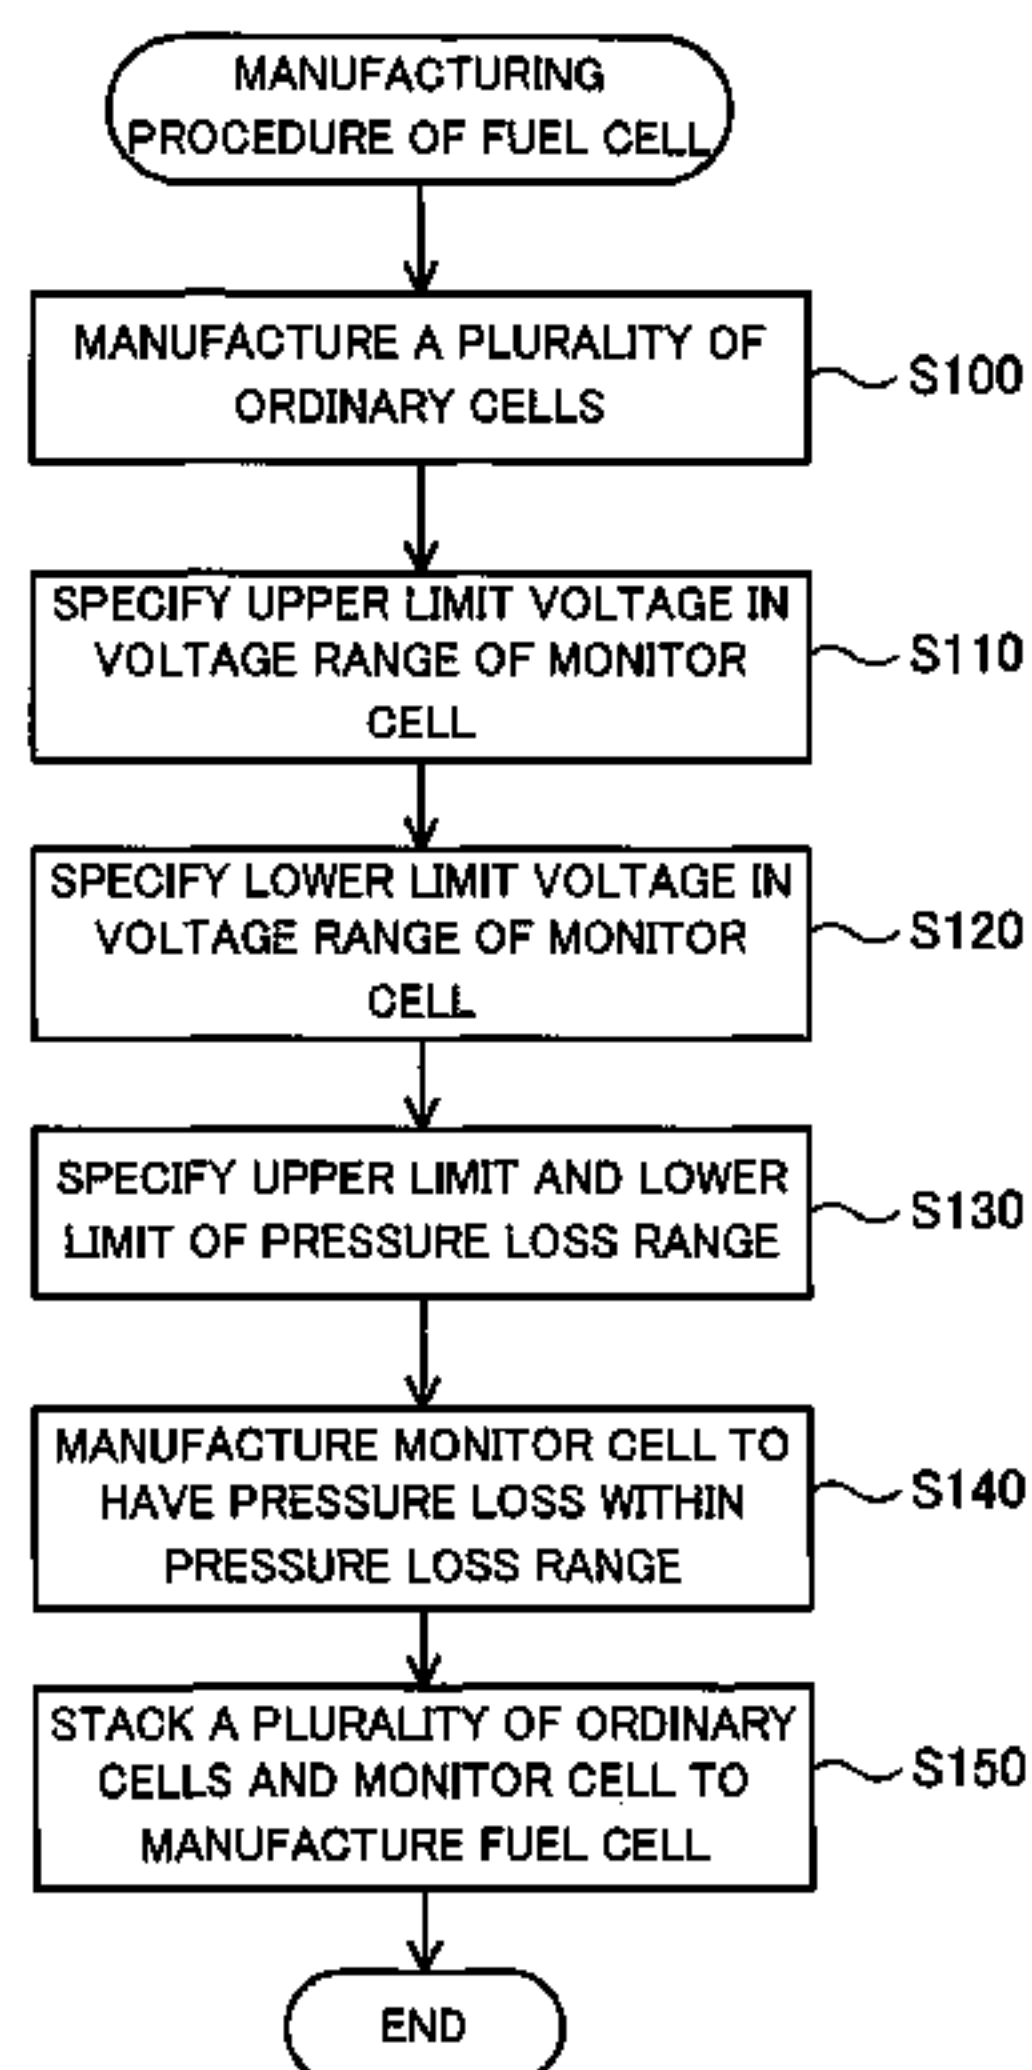 MANUFACTURING
PROCEDURE OF FUEL CELL
MANUFACTURE A PLURALITY OF
ORDINARY CELLS
S100
SPECIFY UPPER LIMIT VOLTAGE IN
VOLTAGE RANGE OF MONITOR
CELL
S110
SPECIFY LOWER LIMIT VOLTAGE IN
VOLTAGE RANGE OF MONITOR
CELL
S120
SPECIFY UPPER LIMIT AND LOWER
LIMIT OF PRESSURE LOSS RANGE
S130
MANUFACTURE MONITOR CELL TO
HAVE PRESSURE LOSS WITHIN
PRESSURE LOSS RANGE
S140
STACK A PLURALITY OF ORDINARY
CELLS AND MONITOR CELL TO
MANUFACTURE FUEL CELL
S150
END